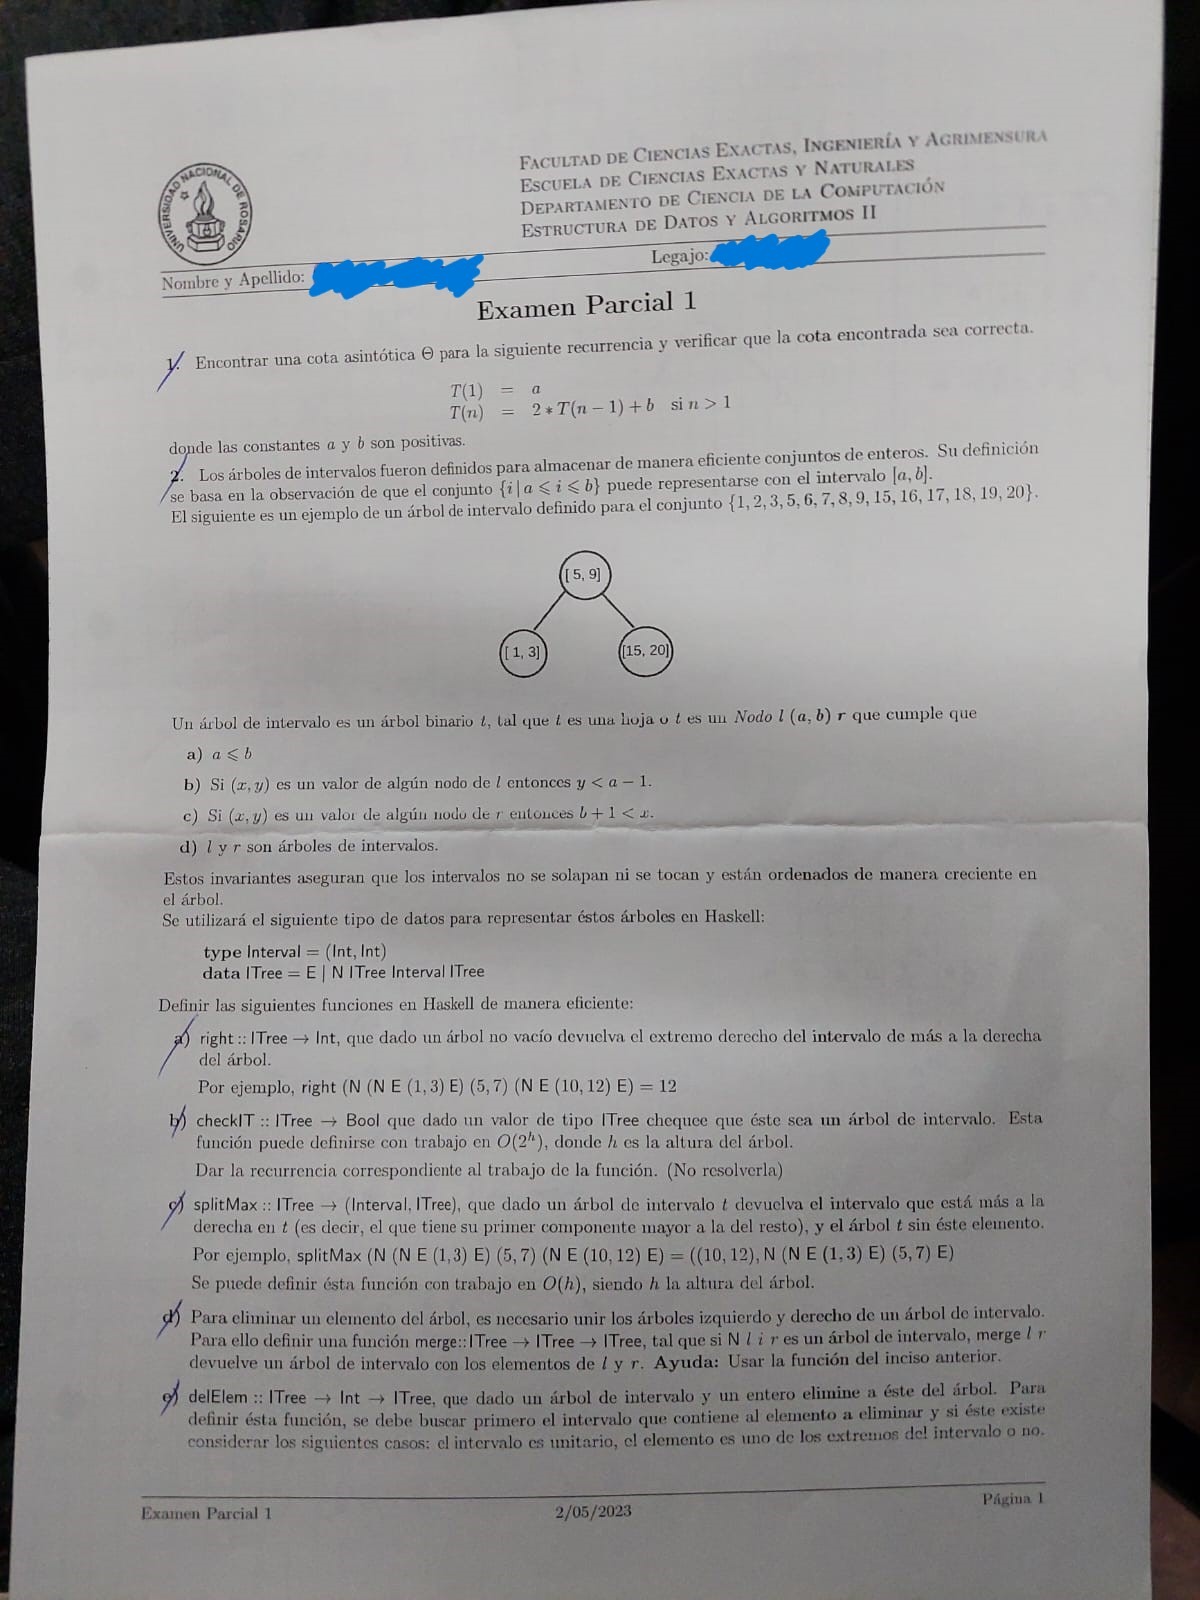 UNIVERSIDAD NACIONAL DE ROSARIO
FACULTAD DE CIENCIAS EXACTAS, INGENIERÍA Y AGRIMENSURA
ESCUELA DE CIENCIAS EXACTAS Y NATURALES
DEPARTAMENTO DE CIENCIA DE LA COMPUTACIÓN
ESTRUCTURA DE DATOS Y ALGORITMOS II
Nombre y Apellido: Legajo:
Examen Parcial 1
1. Encontrar una cota asintótica Θ para la siguiente recurrencia y verificar que la cota encontrada sea correcta.
T(1) = a
T(n) = 2 * T(n − 1) + b si n > 1
donde las constantes a y b son positivas.
2. Los árboles de intervalos fueron definidos para almacenar de manera eficiente conjuntos de enteros. Su definición
se basa en la observación de que el conjunto {i | a ⩽ i ⩽ b} puede representarse con el intervalo [a, b].
El siguiente es un ejemplo de un árbol de intervalo definido para el conjunto {1, 2, 3, 5, 6, 7, 8, 9, 15, 16, 17, 18, 19, 20}.
[ 5, 9]
[ 1, 3] [15, 20]
Un árbol de intervalo es un árbol binario t, tal que t es una hoja o t es un Nodo l (a, b) r que cumple que
a) a ⩽ b
b) Si (x, y) es un valor de algún nodo de l entonces y < a − 1.
c) Si (x, y) es un valor de algún nodo de r entonces b + 1 < x.
d) l y r son árboles de intervalos.
Estos invariantes aseguran que los intervalos no se solapan ni se tocan y están ordenados de manera creciente en
el árbol.
Se utilizará el siguiente tipo de datos para representar éstos árboles en Haskell:
type Interval = (Int, Int)
data ITree = E | N ITree Interval ITree
Definir las siguientes funciones en Haskell de manera eficiente:
a) right :: ITree → Int, que dado un árbol no vacío devuelva el extremo derecho del intervalo de más a la derecha
del árbol.
Por ejemplo, right (N (N E (1, 3) E) (5, 7) (N E (10, 12) E) = 12
b) checkIT :: ITree → Bool que dado un valor de tipo ITree chequee que éste sea un árbol de intervalo. Esta
función puede definirse con trabajo en O(2^h), donde h es la altura del árbol.
Dar la recurrencia correspondiente al trabajo de la función. (No resolverla)
c) splitMax :: ITree → (Interval, ITree), que dado un árbol de intervalo t devuelva el intervalo que está más a la
derecha en t (es decir, el que tiene su primer componente mayor a la del resto), y el árbol t sin éste elemento.
Por ejemplo, splitMax (N (N E (1, 3) E) (5, 7) (N E (10, 12) E) = ((10, 12), N (N E (1, 3) E) (5, 7) E)
Se puede definir ésta función con trabajo en O(h), siendo h la altura del árbol.
d) Para eliminar un elemento del árbol, es necesario unir los árboles izquierdo y derecho de un árbol de intervalo.
Para ello definir una función merge::ITree → ITree → ITree, tal que si N l i r es un árbol de intervalo, merge l r
devuelve un árbol de intervalo con los elementos de l y r. Ayuda: Usar la función del inciso anterior.
e) delElem :: ITree → Int → ITree, que dado un árbol de intervalo y un entero elimine a éste del árbol. Para
definir ésta función, se debe buscar primero el intervalo que contiene al elemento a eliminar y si éste existe
considerar los siguientes casos: el intervalo es unitario, el elemento es uno de los extremos del intervalo o no.
Examen Parcial 1 2/05/2023 Página 1